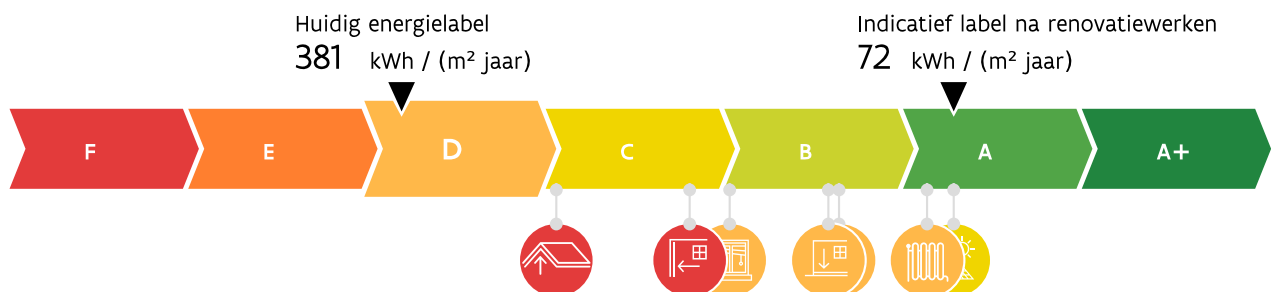 Huidig energielabel
381 kWh / (m² jaar)
Indicatief label na renovatiewerken
72 kWh / (m² jaar)
F E D C B A A+